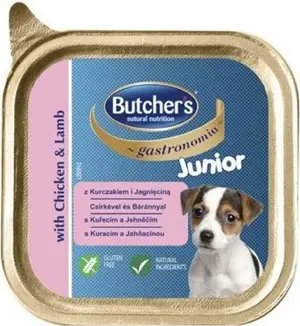 Butcher's
natural nutrition
gastronomia
Junior
with Chicken & Lamb
z Kurczakiem i Jagnięciną
Csirkével és Báránnyal
s Kuřecím a Jehněčím
s Kuracím a Jahňacinou
GLUTEN
FREE
NATURAL
INGREDIENTS